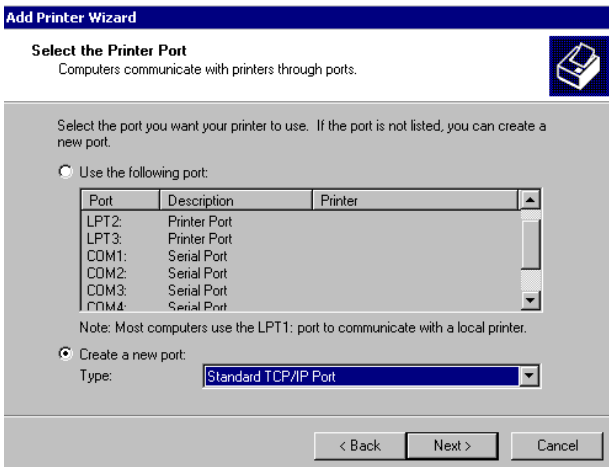 Add Printer Wizard
Select the Printer Port
Computers communicate with printers through ports.
Select the port you want your printer to use. If the port is not listed, you can create a
new port.
Use the following port:
Port Description Printer
LPT2: Printer Port
LPT3: Printer Port
COM1: Serial Port
COM2: Serial Port
COM3: Serial Port
COM4: Serial Port
Note: Most computers use the LPT1: port to communicate with a local printer.
Create a new port:
Type: Standard TCP/IP Port
< Back Next > Cancel